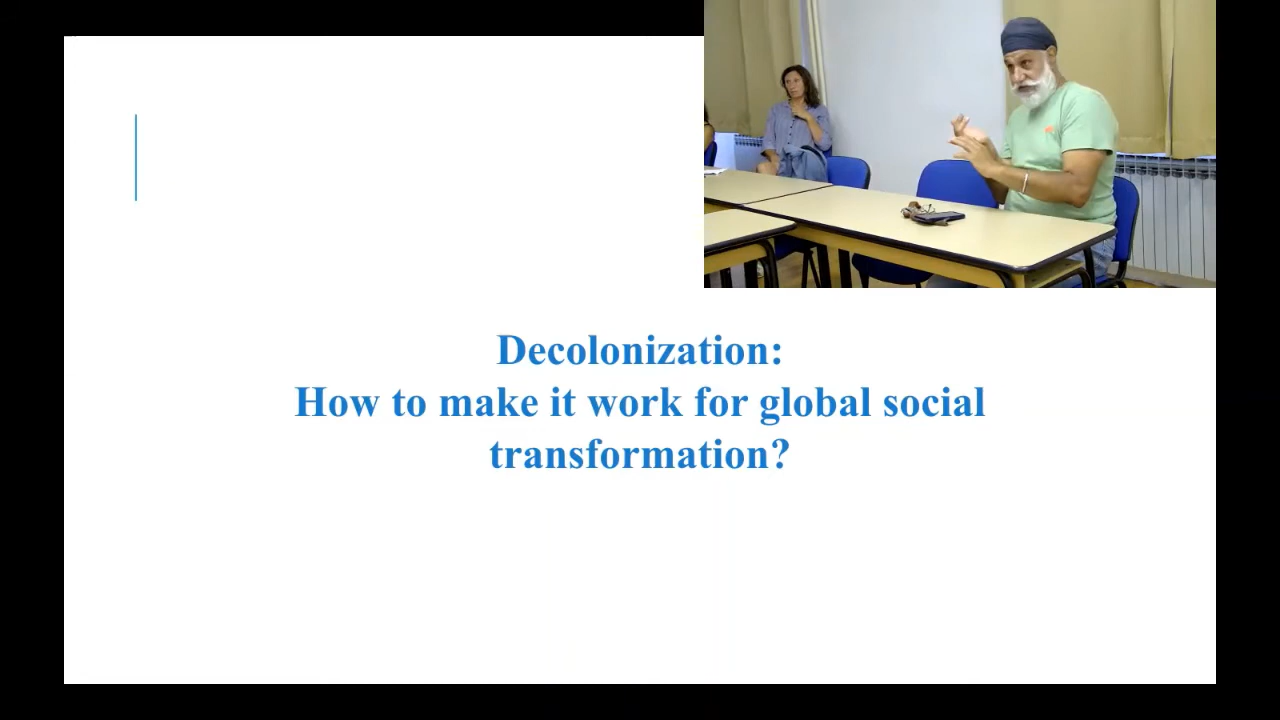 Decolonization:
How to make it work for global social
transformation?